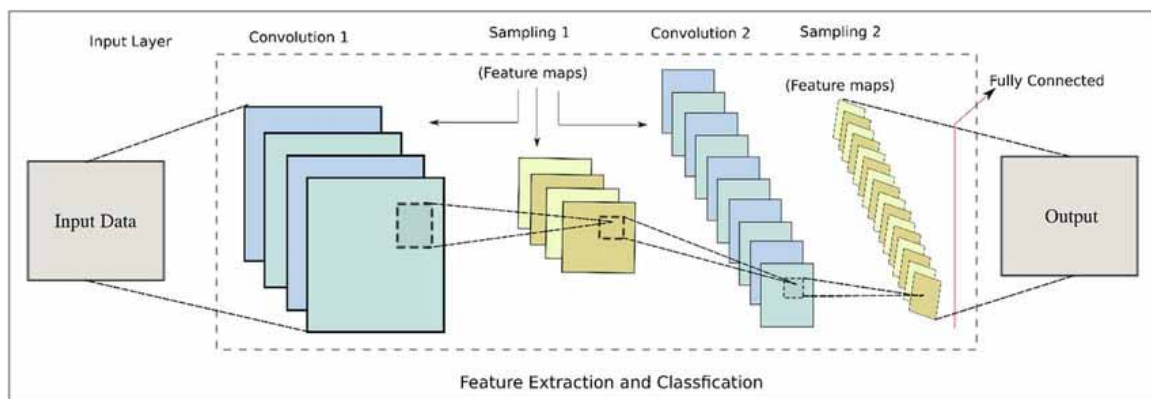 Input Layer
Convolution 1
Sampling 1
Convolution 2
Sampling 2
(Feature maps)
(Feature maps)
Fully Connected
Input Data
Output
Feature Extraction and Classfication